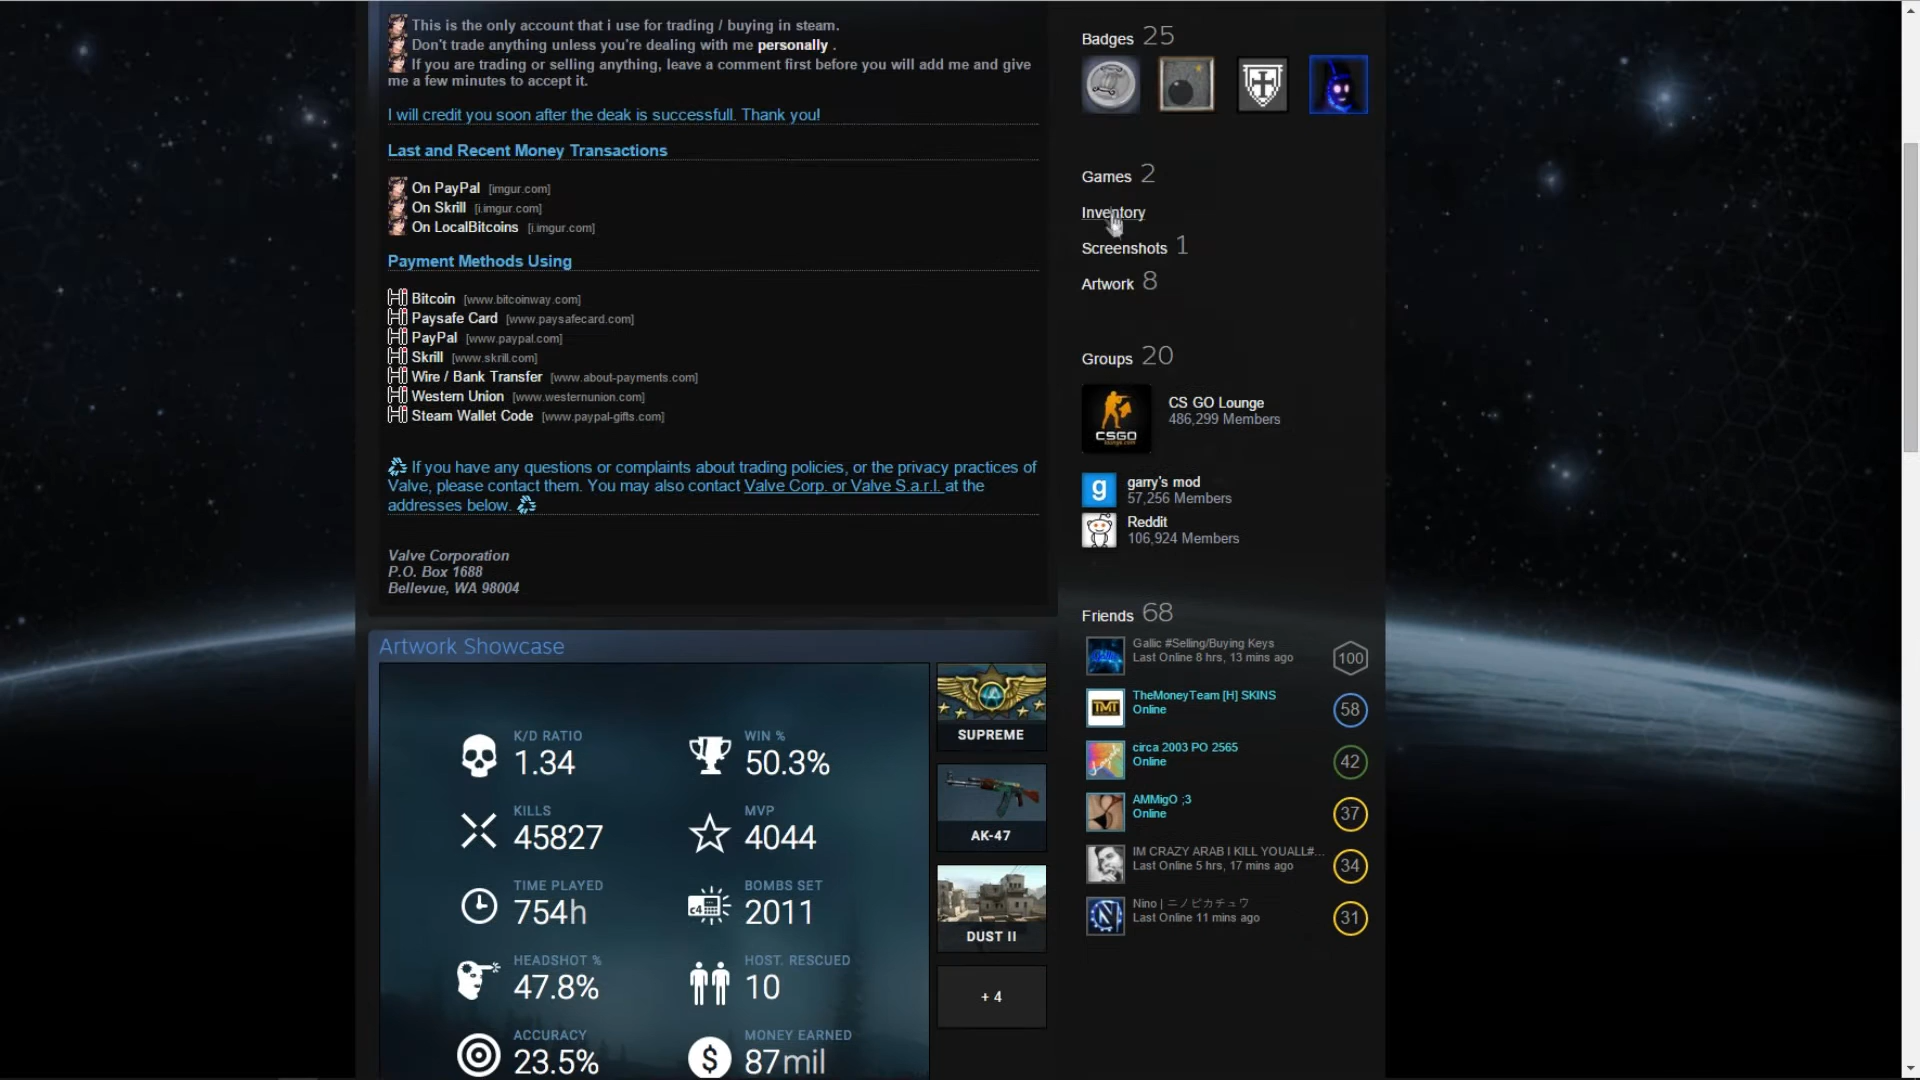 This is the only account that i use for trading / buying in steam.
Don't trade anything unless you're dealing with me personally .
If you are trading or selling anything, leave a comment first before you will add me and give
me a few minutes to accept it.
I will credit you soon after the deak is successfull. Thank you!
Last and Recent Money Transactions
On PayPal [imgur.com]
On Skrill [i.imgur.com]
On LocalBitcoins [i.imgur.com]
Payment Methods Using
Bitcoin [www.bitcoinway.com]
Paysafe Card [www.paysafecard.com]
PayPal [www.paypal.com]
Skrill [www.skrill.com]
Wire / Bank Transfer [www.about-payments.com]
Western Union [www.westernunion.com]
Steam Wallet Code [www.paypal-gifts.com]
If you have any questions or complaints about trading policies, or the privacy practices of
Valve, please contact them. You may also contact Valve Corp. or Valve S.a.r.l. at the
addresses below.
Valve Corporation
P.O. Box 1688
Bellevue, WA 98004
Artwork Showcase
K/D RATIO
1.34
WIN %
50.3%
KILLS
45827
MVP
4044
TIME PLAYED
754h
BOMBS SET
2011
HEADSHOT %
47.8%
HOST. RESCUED
10
ACCURACY
23.5%
MONEY EARNED
87mil
SUPREME
AK-47
DUST II
+ 4
Badges 25
Games 2
Inventory
Screenshots 1
Artwork 8
Groups 20
CSGO
CS GO Lounge
486,299 Members
g
garry's mod
57,256 Members
Reddit
106,924 Members
Friends 68
Gallic #Selling/Buying Keys
Last Online 8 hrs, 13 mins ago
100
TMT
TheMoneyTeam [H] SKINS
Online
58
circa 2003 PO 2565
Online
42
AMMigO ;3
Online
37
IM CRAZY ARAB I KILL YOUALL#...
Last Online 5 hrs, 17 mins ago
34
Nino | ニノピカチュウ
Last Online 11 mins ago
31